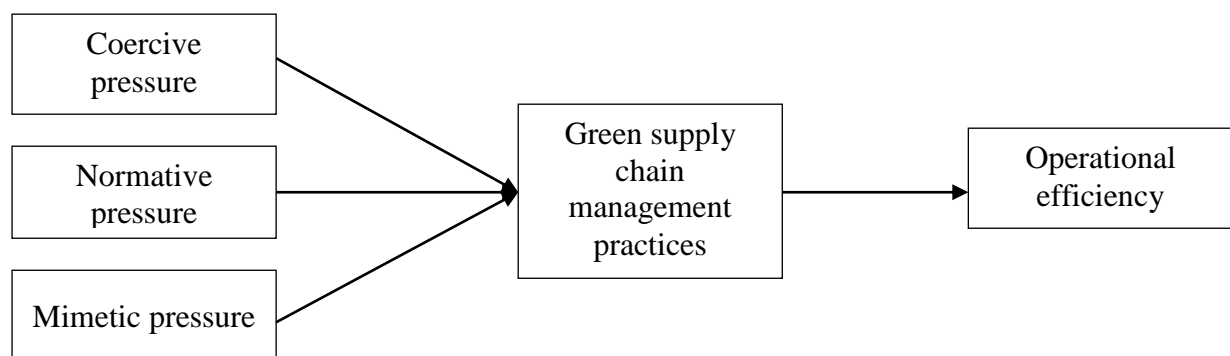 Coercive
pressure
Normative
pressure
Mimetic pressure
Green supply
chain
management
practices
Operational
efficiency